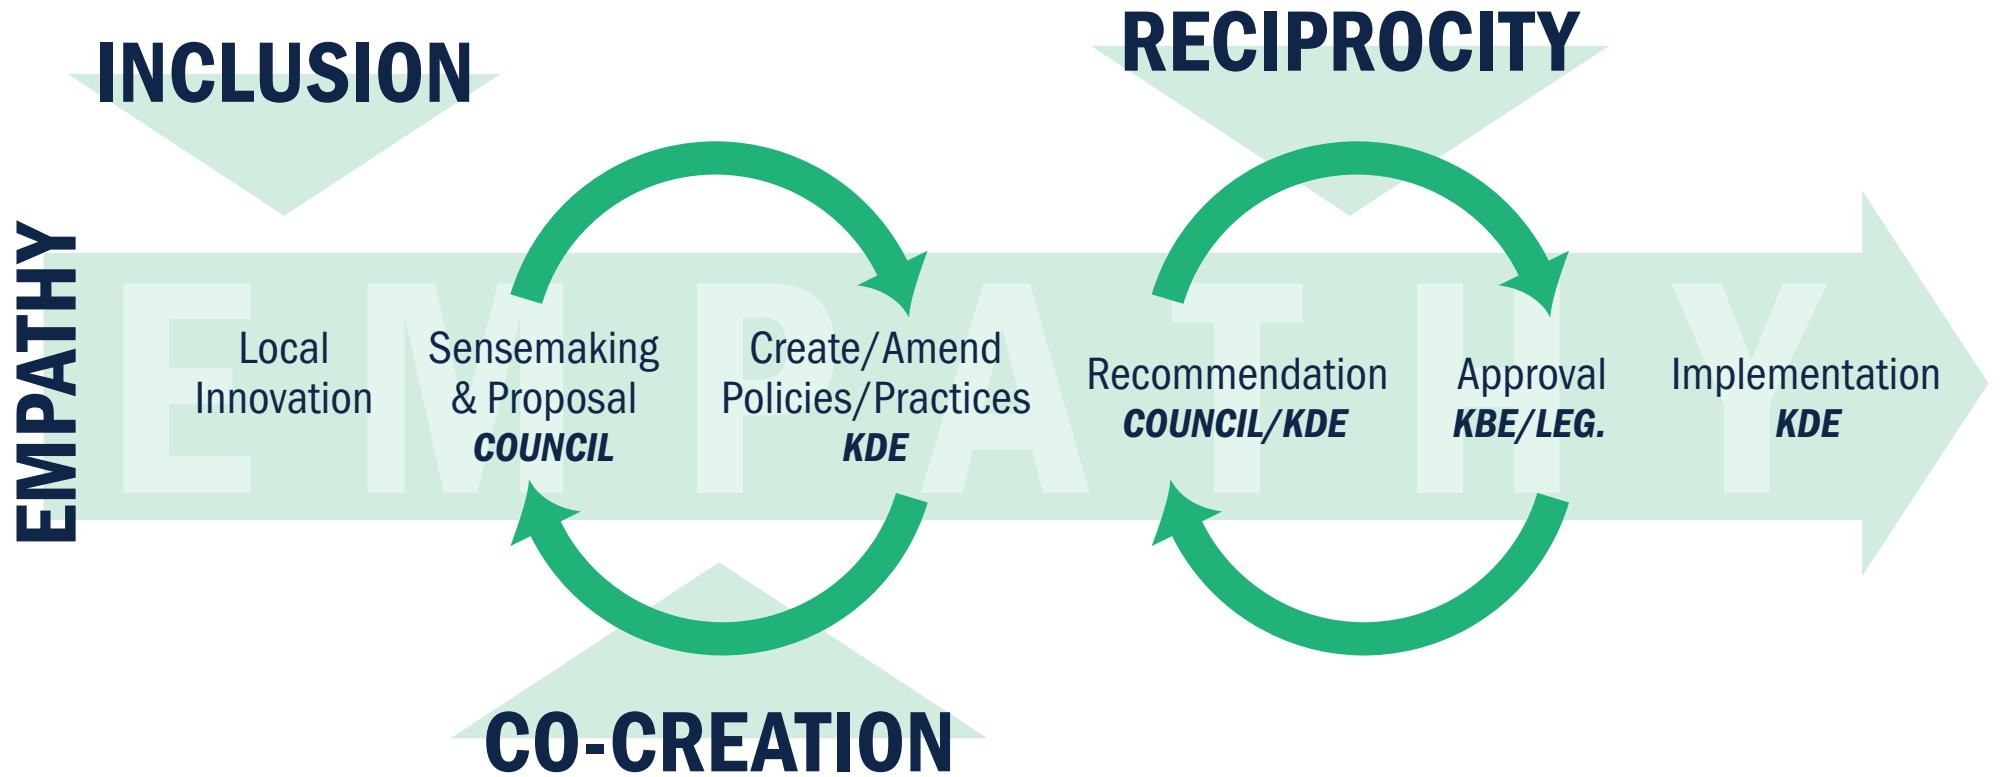 INCLUSION
RECIPROCITY
EMPATHY
EMPATHY
Local
Innovation
Sensemaking
& Proposal
COUNCIL
Create/Amend
Policies/Practices
KDE
Recommendation
COUNCIL/KDE
Approval
KBE/LEG.
Implementation
KDE
CO-CREATION